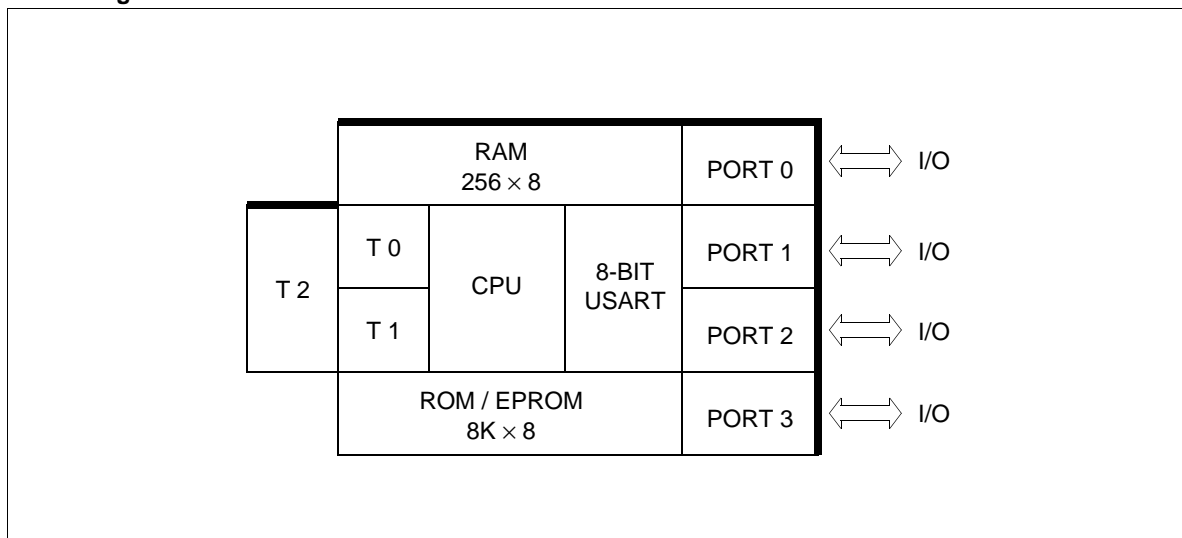 RAM
256 × 8
PORT 0
I/O
T 2
T 0
CPU
8-BIT
USART
PORT 1
I/O
T 1
PORT 2
I/O
ROM / EPROM
8K × 8
PORT 3
I/O